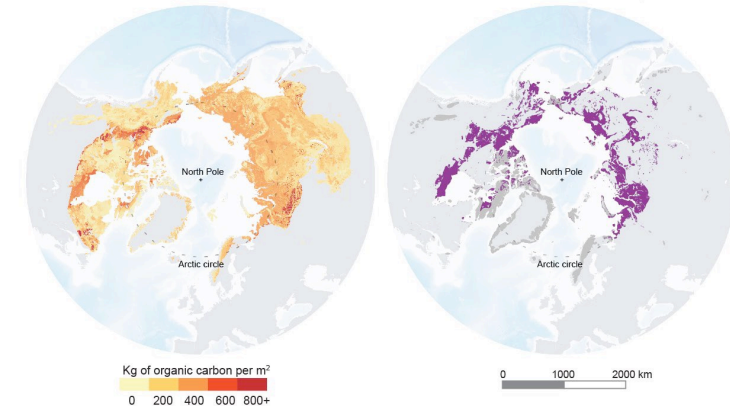 North Pole
Arctic circle
Kg of organic carbon per m²
0 200 400 600 800+
North Pole
Arctic circle
0 1000 2000 km